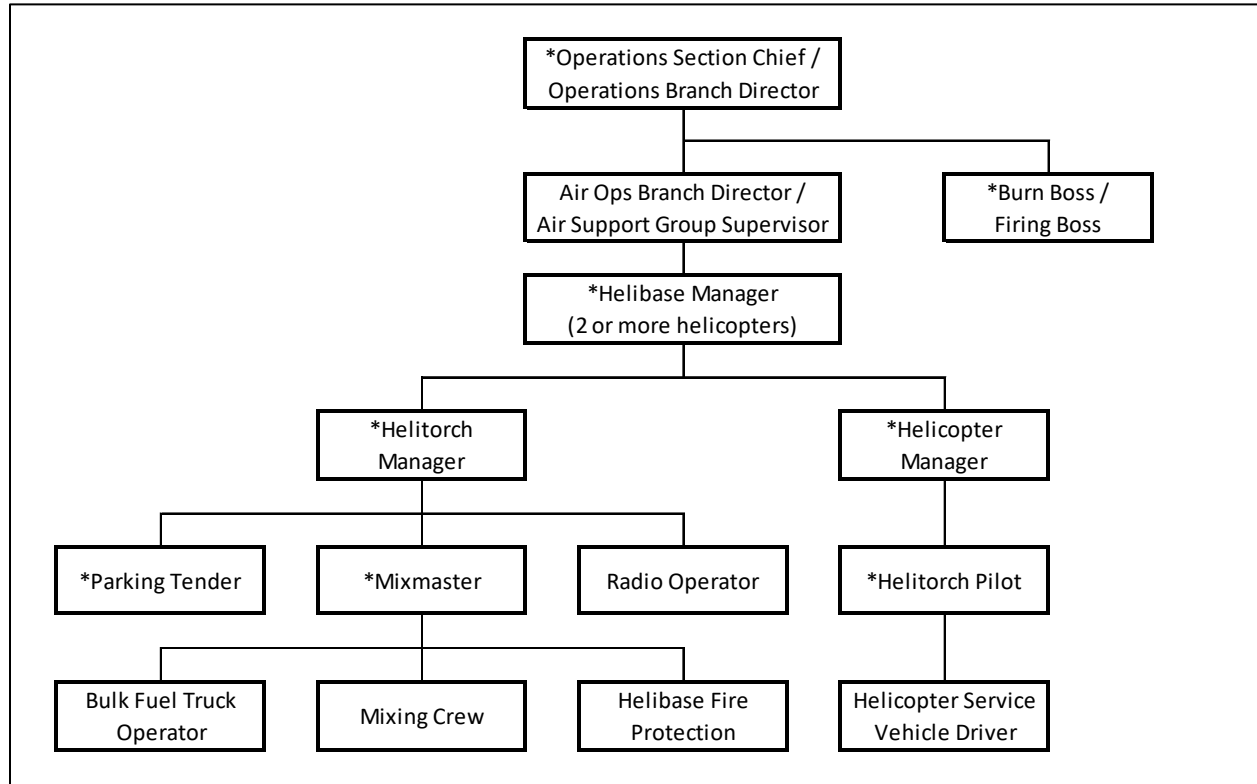 *Operations Section Chief /
Operations Branch Director
Air Ops Branch Director /
Air Support Group Supervisor
*Burn Boss /
Firing Boss
*Helibase Manager
(2 or more helicopters)
*Helitorch
Manager
*Helicopter
Manager
*Parking Tender
*Mixmaster
Radio Operator
*Helitorch Pilot
Bulk Fuel Truck
Operator
Mixing Crew
Helibase Fire
Protection
Helicopter Service
Vehicle Driver